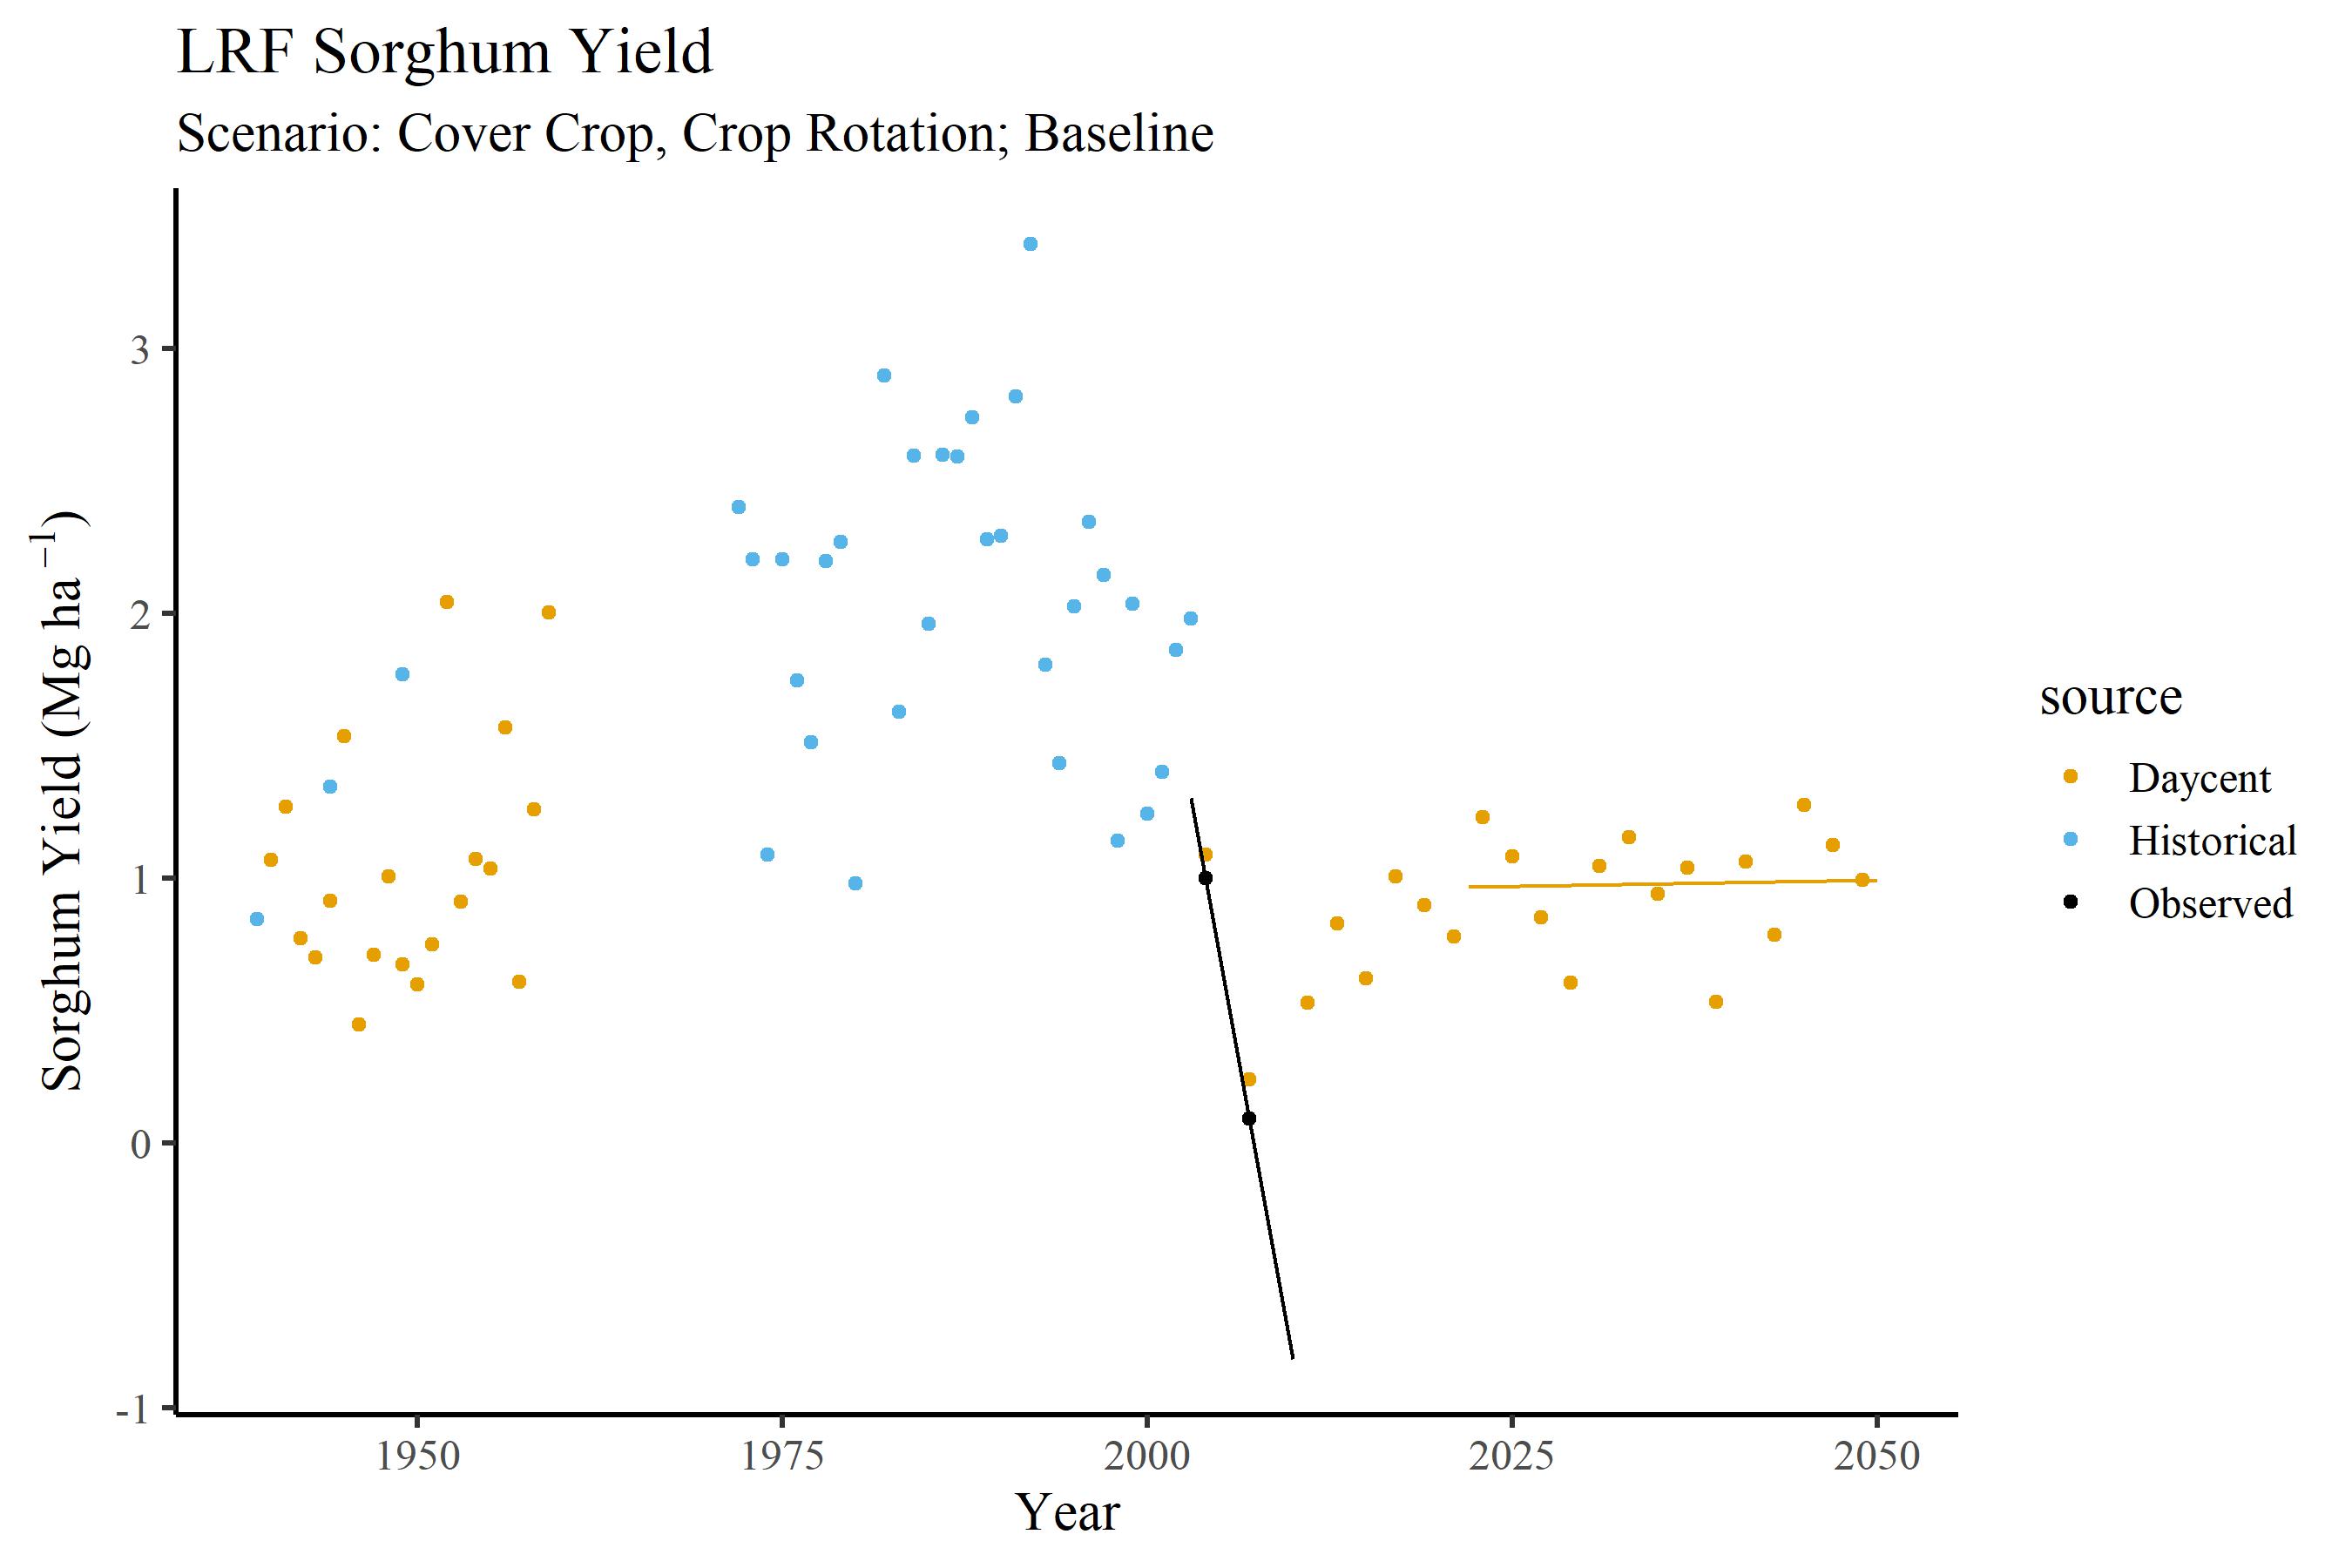 LRF Sorghum Yield
Scenario: Cover Crop, Crop Rotation; Baseline
Sorghum Yield (Mg ha⁻¹)
3
2
1
0
-1
1950
1975
2000
2025
2050
Year
source
Daycent
Historical
Observed